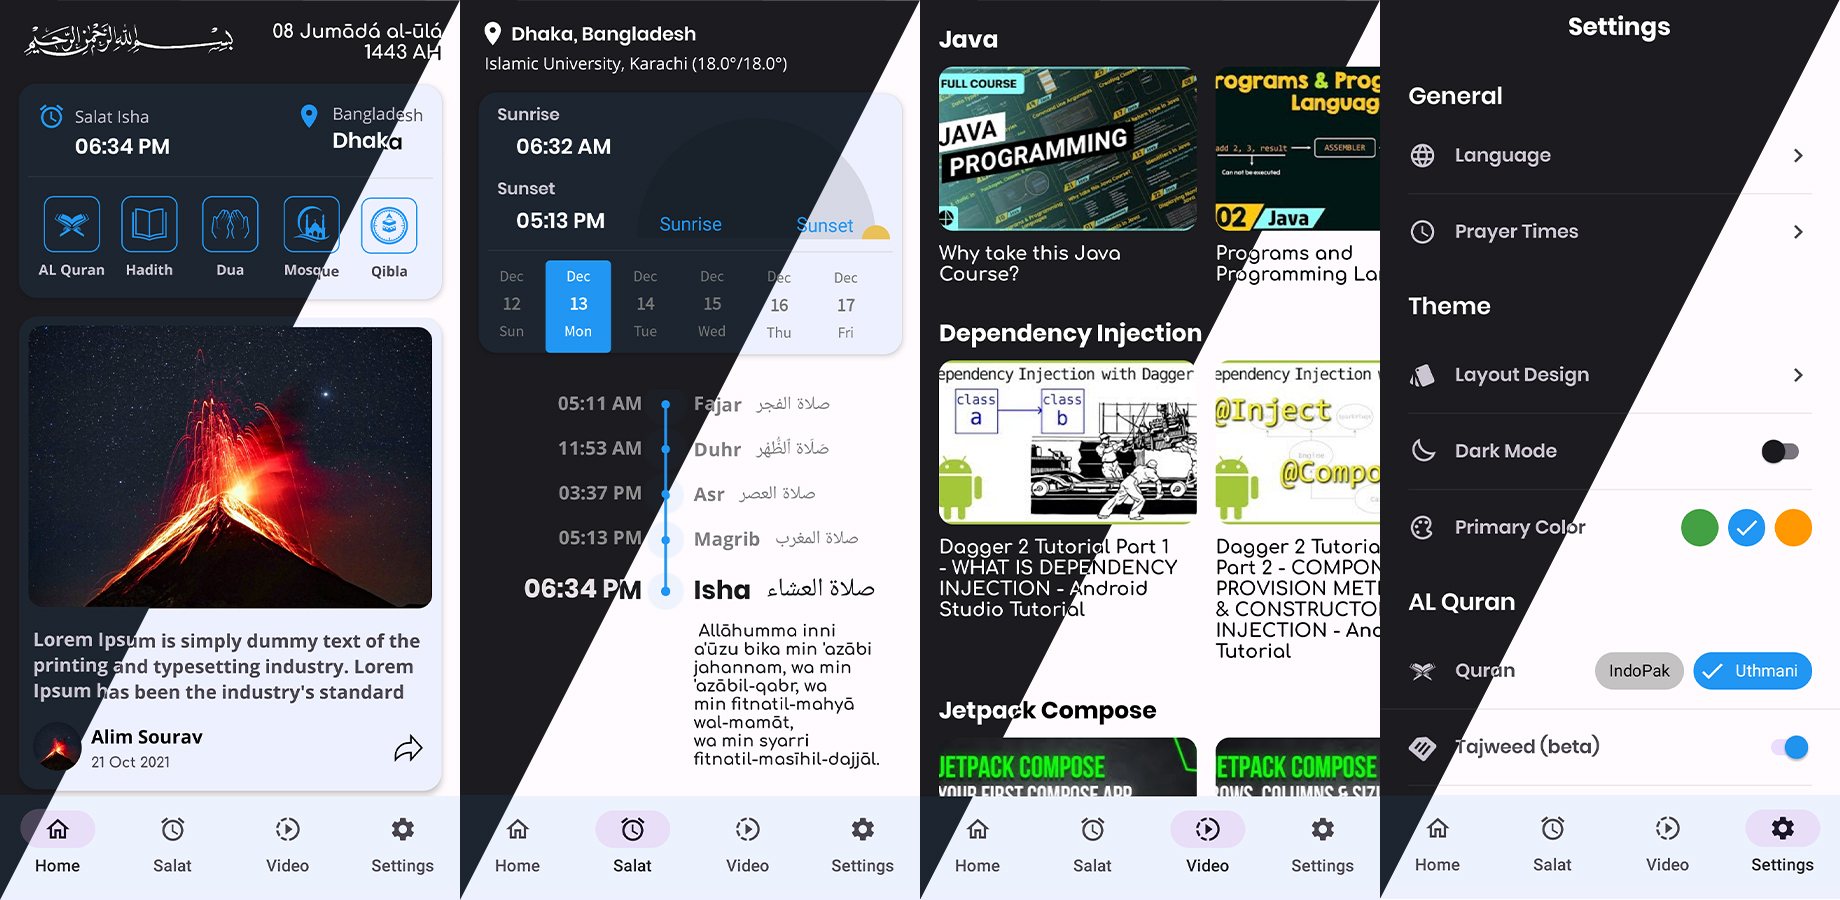 بسم الله الرحمن الرحيم
08 Jumādá al-ūlá
1443 AH
Salat Isha
06:34 PM
Bangladesh
Dhaka
AL Quran
Hadith
Dua
Mosque
Qibla
Lorem Ipsum is simply dummy text of the
printing and typesetting industry. Lorem
Ipsum has been the industry's standard
Alim Sourav
21 Oct 2021
Home
Salat
Video
Settings
Dhaka, Bangladesh
Islamic University, Karachi (18.0°/18.0°)
Sunrise
06:32 AM
Sunset
05:13 PM
Sunrise
Sunset
Dec
12
Sun
Dec
13
Mon
Dec
14
Tue
Dec
15
Wed
Dec
16
Thu
Dec
17
Fri
05:11 AM Fajar صلاة الفجر
11:53 AM Duhr صَلَاة ٱلظُّهْر
03:37 PM Asr صلاة العصر
05:13 PM Magrib صلاة المغرب
06:34 PM Isha صلاة العشاء
Allāhumma inni
a'ūzu bika min 'azābi
jahannam, wa min
'azābil-qabr, wa
min fitnatil-mahyā
wal-mamāt,
wa min syarri
fitnatil-masīhil-dajjāl.
Home
Salat
Video
Settings
Java
FULL COURSE
JAVA
PROGRAMMING
Why take this Java
Course?
rograms & Prog
Languag
add 2, 3, result
ASSEMBLER
Can not be executed
02 Java
Programs and
Programming Lan
Dependency Injection
ependency Injection with Dagger
class
a
class
b
Dagger 2 Tutorial Part 1
- WHAT IS DEPENDENCY
INJECTION - Android
Studio Tutorial
ependency Injection with
@Inject
Engine
@Compo
Dagger 2 Tutoria
Part 2 - COMPON
PROVISION METH
& CONSTRUCTO
INJECTION - And
Tutorial
Jetpack Compose
JETPACK COMPOSE
YOUR FIRST COMPOSE APP
ETPACK COMPOSE
ROWS, COLUMNS & SIZI
Home
Salat
Video
Settings
Settings
General
Language
Prayer Times
Theme
Layout Design
Dark Mode
Primary Color
AL Quran
Quran
IndoPak
Uthmani
Tajweed (beta)
Home
Salat
Video
Settings